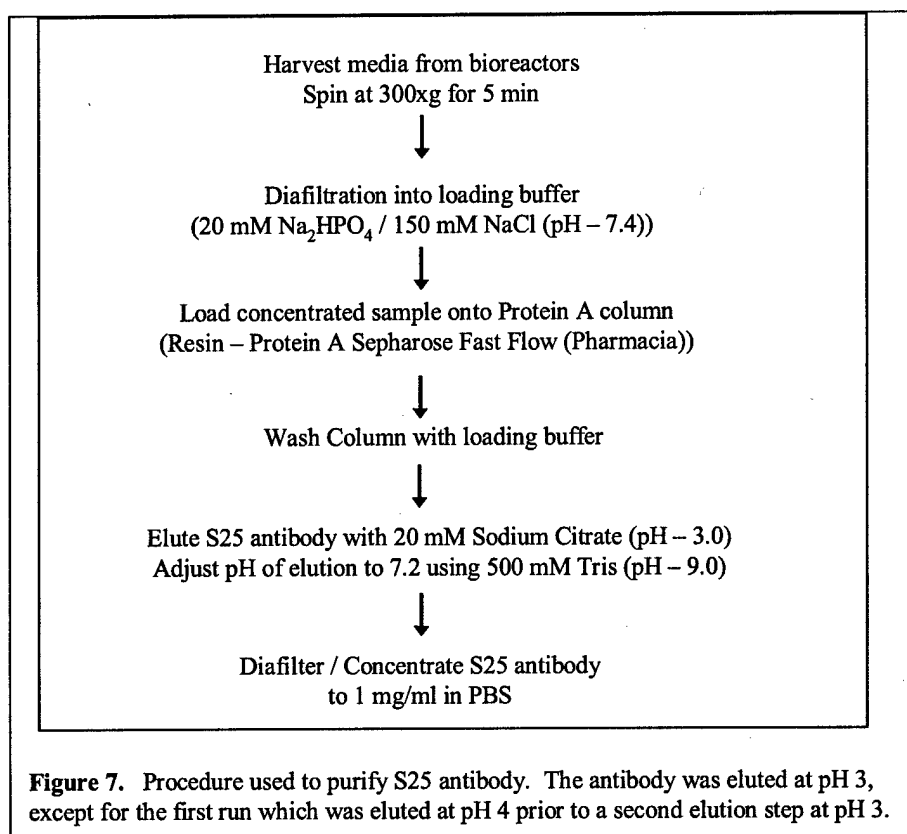 Harvest media from bioreactors
Spin at 300xg for 5 min
Diafiltration into loading buffer
(20 mM Na₂HPO₄ / 150 mM NaCl (pH – 7.4))
Load concentrated sample onto Protein A column
(Resin – Protein A Sepharose Fast Flow (Pharmacia))
Wash Column with loading buffer
Elute S25 antibody with 20 mM Sodium Citrate (pH – 3.0)
Adjust pH of elution to 7.2 using 500 mM Tris (pH – 9.0)
Diafilter / Concentrate S25 antibody
to 1 mg/ml in PBS
Figure 7. Procedure used to purify S25 antibody. The antibody was eluted at pH 3,
except for the first run which was eluted at pH 4 prior to a second elution step at pH 3.